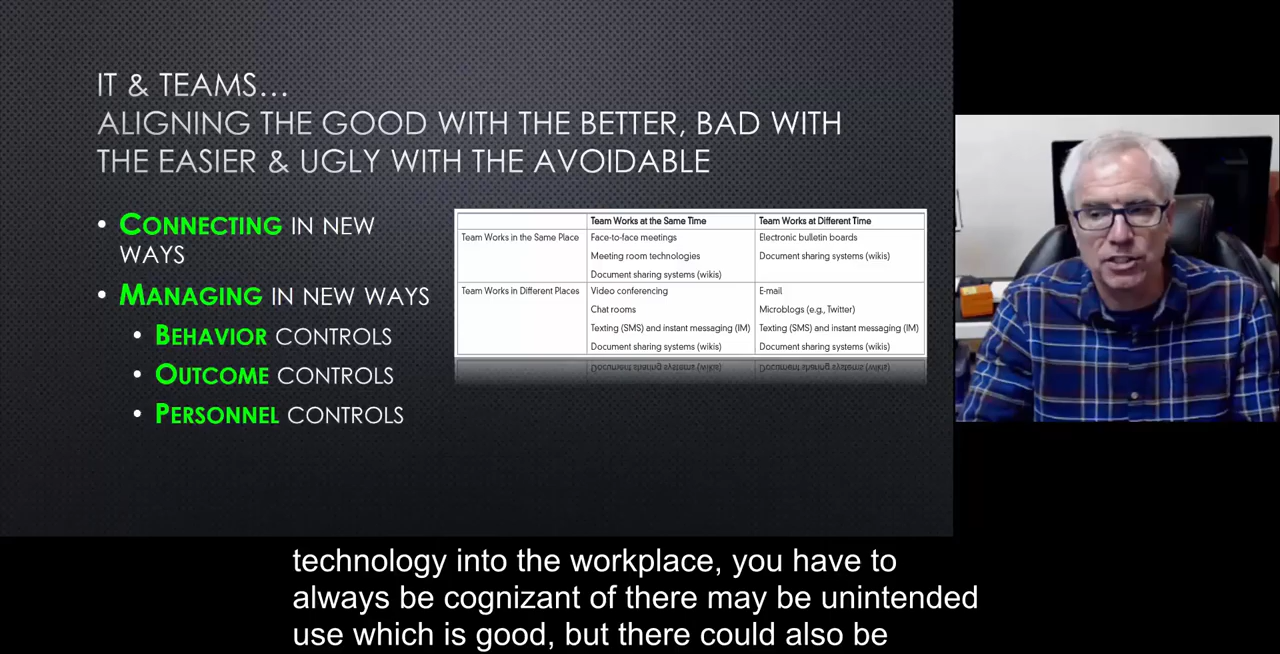 IT & TEAMS…
ALIGNING THE GOOD WITH THE BETTER, BAD WITH
THE EASIER & UGLY WITH THE AVOIDABLE
• CONNECTING IN NEW
WAYS
• MANAGING IN NEW WAYS
• BEHAVIOR CONTROLS
• OUTCOME CONTROLS
• PERSONNEL CONTROLS
Team Works at the Same Time Team Works at Different Time
Team Works in the Same Place Face-to-face meetings Electronic bulletin boards
Meeting room technologies Document sharing systems (wikis)
Document sharing systems (wikis)
Team Works in Different Places Video conferencing E-mail
Chat rooms Microblogs (e.g., Twitter)
Texting (SMS) and instant messaging (IM) Texting (SMS) and instant messaging (IM)
Document sharing systems (wikis) Document sharing systems (wikis)
technology into the workplace, you have to
always be cognizant of there may be unintended
use which is good, but there could also be